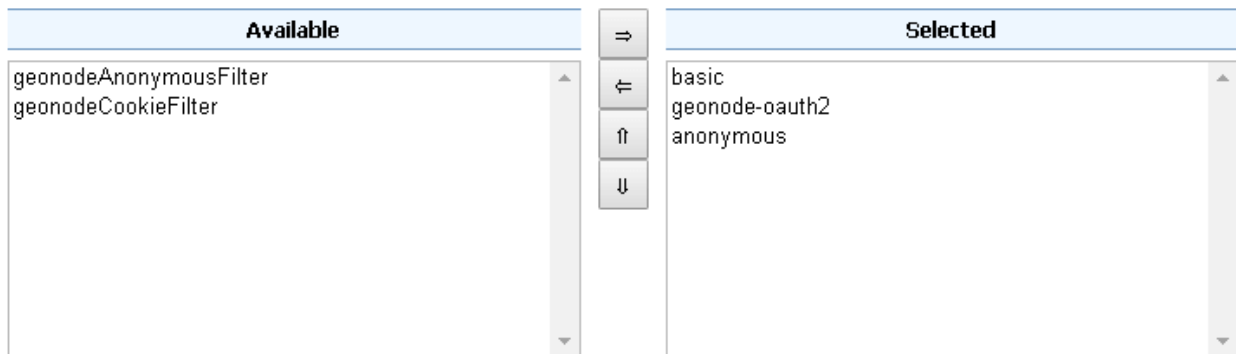 Available
⇒
Selected
geonodeAnonymousFilter
geonodeCookieFilter
⇐
⇑
⇓
basic
geonode-oauth2
anonymous